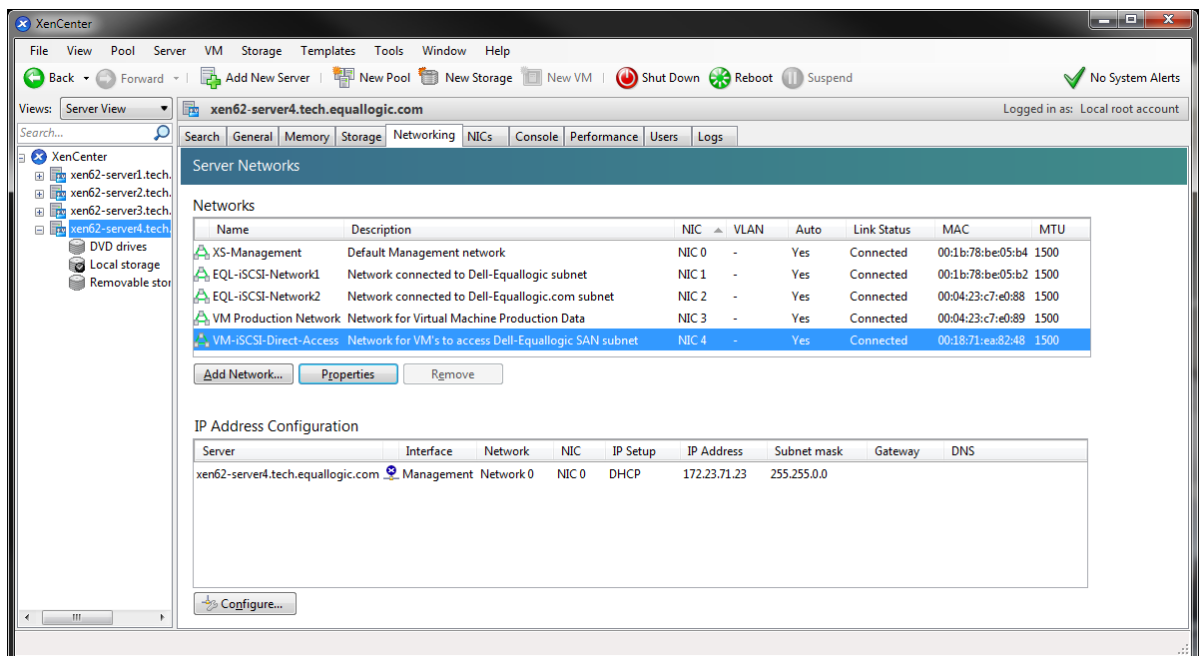 XenCenter
File View Pool Server VM Storage Templates Tools Window Help
Back Forward Add New Server New Pool New Storage New VM Shut Down Reboot Suspend No System Alerts
Views: Server View xen62-server4.tech.equallogic.com Logged in as: Local root account
Search... Search General Memory Storage Networking NICs Console Performance Users Logs
XenCenter
xen62-server1.tech.
xen62-server2.tech.
xen62-server3.tech.
xen62-server4.tech.
DVD drives
Local storage
Removable stor
Server Networks
Networks
Name Description NIC VLAN Auto Link Status MAC MTU
XS-Management Default Management network NIC 0 - Yes Connected 00:1b:78:be:05:b4 1500
EQL-iSCSI-Network1 Network connected to Dell-Equallogic subnet NIC 1 - Yes Connected 00:1b:78:be:05:b2 1500
EQL-iSCSI-Network2 Network connected to Dell-Equallogic.com subnet NIC 2 - Yes Connected 00:04:23:c7:e0:88 1500
VM Production Network Network for Virtual Machine Production Data NIC 3 - Yes Connected 00:04:23:c7:e0:89 1500
VM-iSCSI-Direct-Access Network for VM's to access Dell-Equallogic SAN subnet NIC 4 - Yes Connected 00:18:71:ea:82:48 1500
Add Network... Properties Remove
IP Address Configuration
Server Interface Network NIC IP Setup IP Address Subnet mask Gateway DNS
xen62-server4.tech.equallogic.com Management Network 0 NIC 0 DHCP 172.23.71.23 255.255.0.0
Configure...